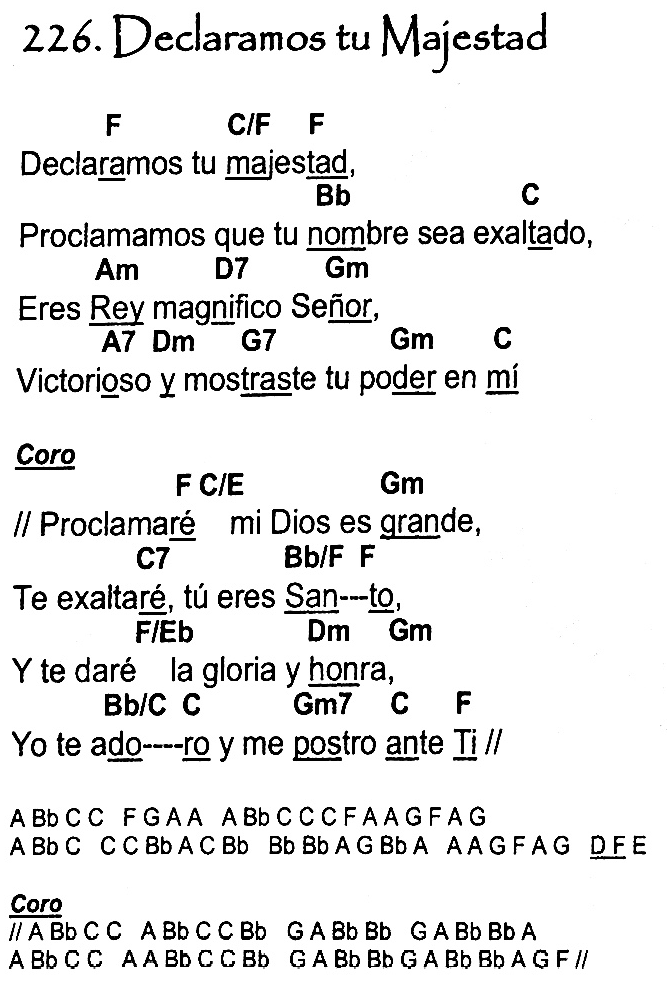 226. Declaramos tu Majestad
F C/F F
Declaramos tu majestad,
Bb C
Proclamamos que tu nombre sea exaltado,
Am D7 Gm
Eres Rey magnifico Señor,
A7 Dm G7 Gm C
Victorioso y mostraste tu poder en mí
Coro
F C/E Gm
// Proclamaré mi Dios es grande,
C7 Bb/F F
Te exaltaré, tú eres San---to,
F/Eb Dm Gm
Y te daré la gloria y honra,
Bb/C C Gm7 C F
Yo te ado----ro y me postro ante Ti //
A Bb C C F G A A A Bb C C C F A A G F A G
A Bb C C C Bb A C Bb Bb Bb A G Bb A A A G F A G D F E
Coro
// A Bb C C A Bb C C Bb G A Bb Bb G A Bb Bb A
A Bb C C A A Bb C C Bb G A Bb Bb G A Bb Bb A G F //